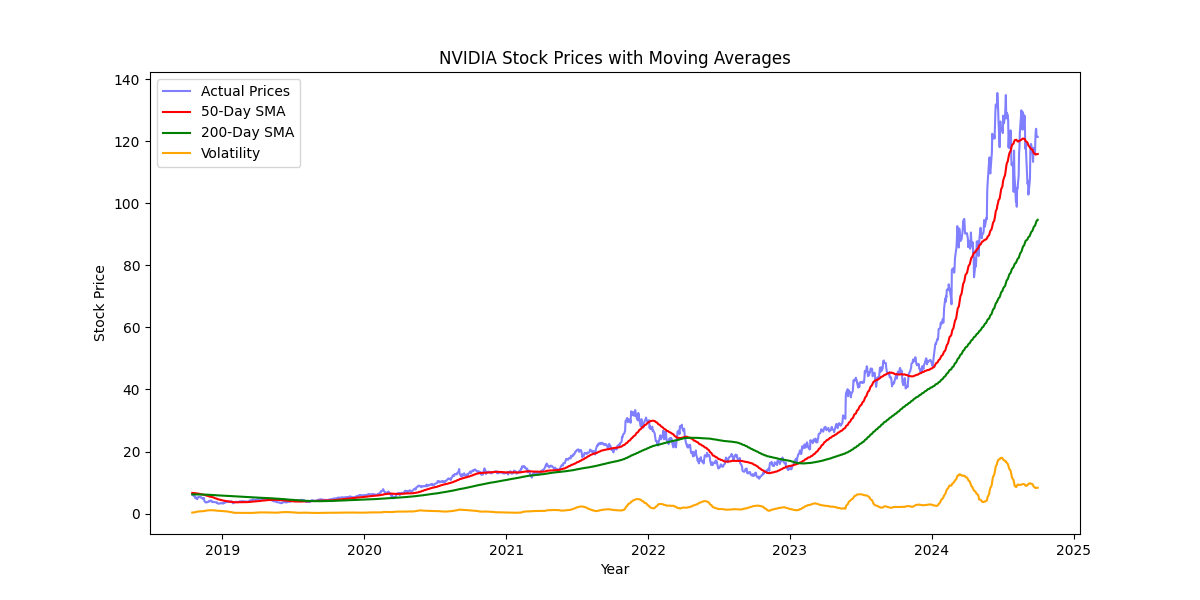 NVIDIA Stock Prices with Moving Averages
140
120
100
80
60
40
20
0
Stock Price
Actual Prices
50-Day SMA
200-Day SMA
Volatility
2019
2020
2021
2022
2023
2024
2025
Year